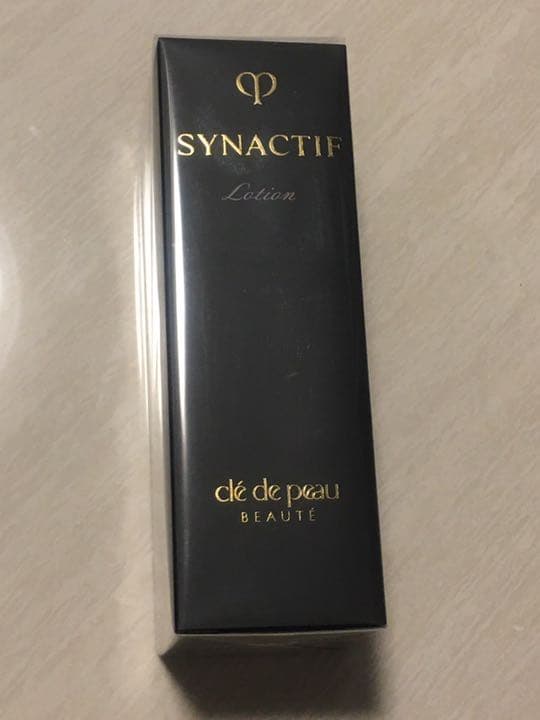 SYNACTIF
Lotion
clé de peau
BEAUTÉ